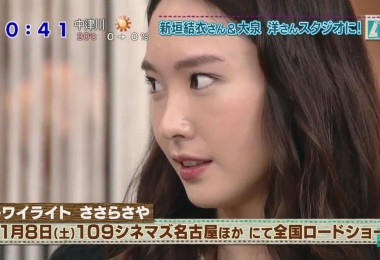 0:41
中津川
0→0%
新垣結衣さん&大泉 洋さんスタジオに!
ワイライト ささらさや
1月8日(土)109シネマズ名古屋ほか にて全国ロードショー